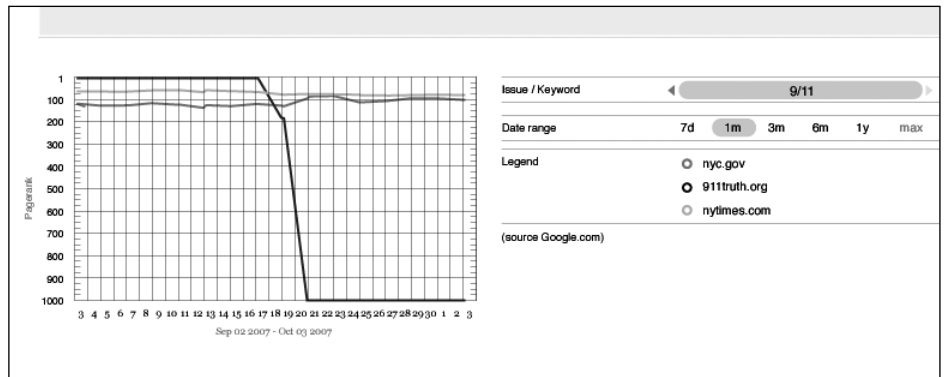 1
100
200
300
400
500
600
700
800
900
1000
Pagerank
3 4 5 6 7 8 9 10 11 12 13 14 15 16 17 18 19 20 21 22 23 24 25 26 27 28 29 30 1 2 3
Sep 02 2007 - Oct 03 2007
Issue / Keyword 9/11
Date range 7d 1m 3m 6m 1y max
Legend nyc.gov
911truth.org
nytimes.com
(source Google.com)